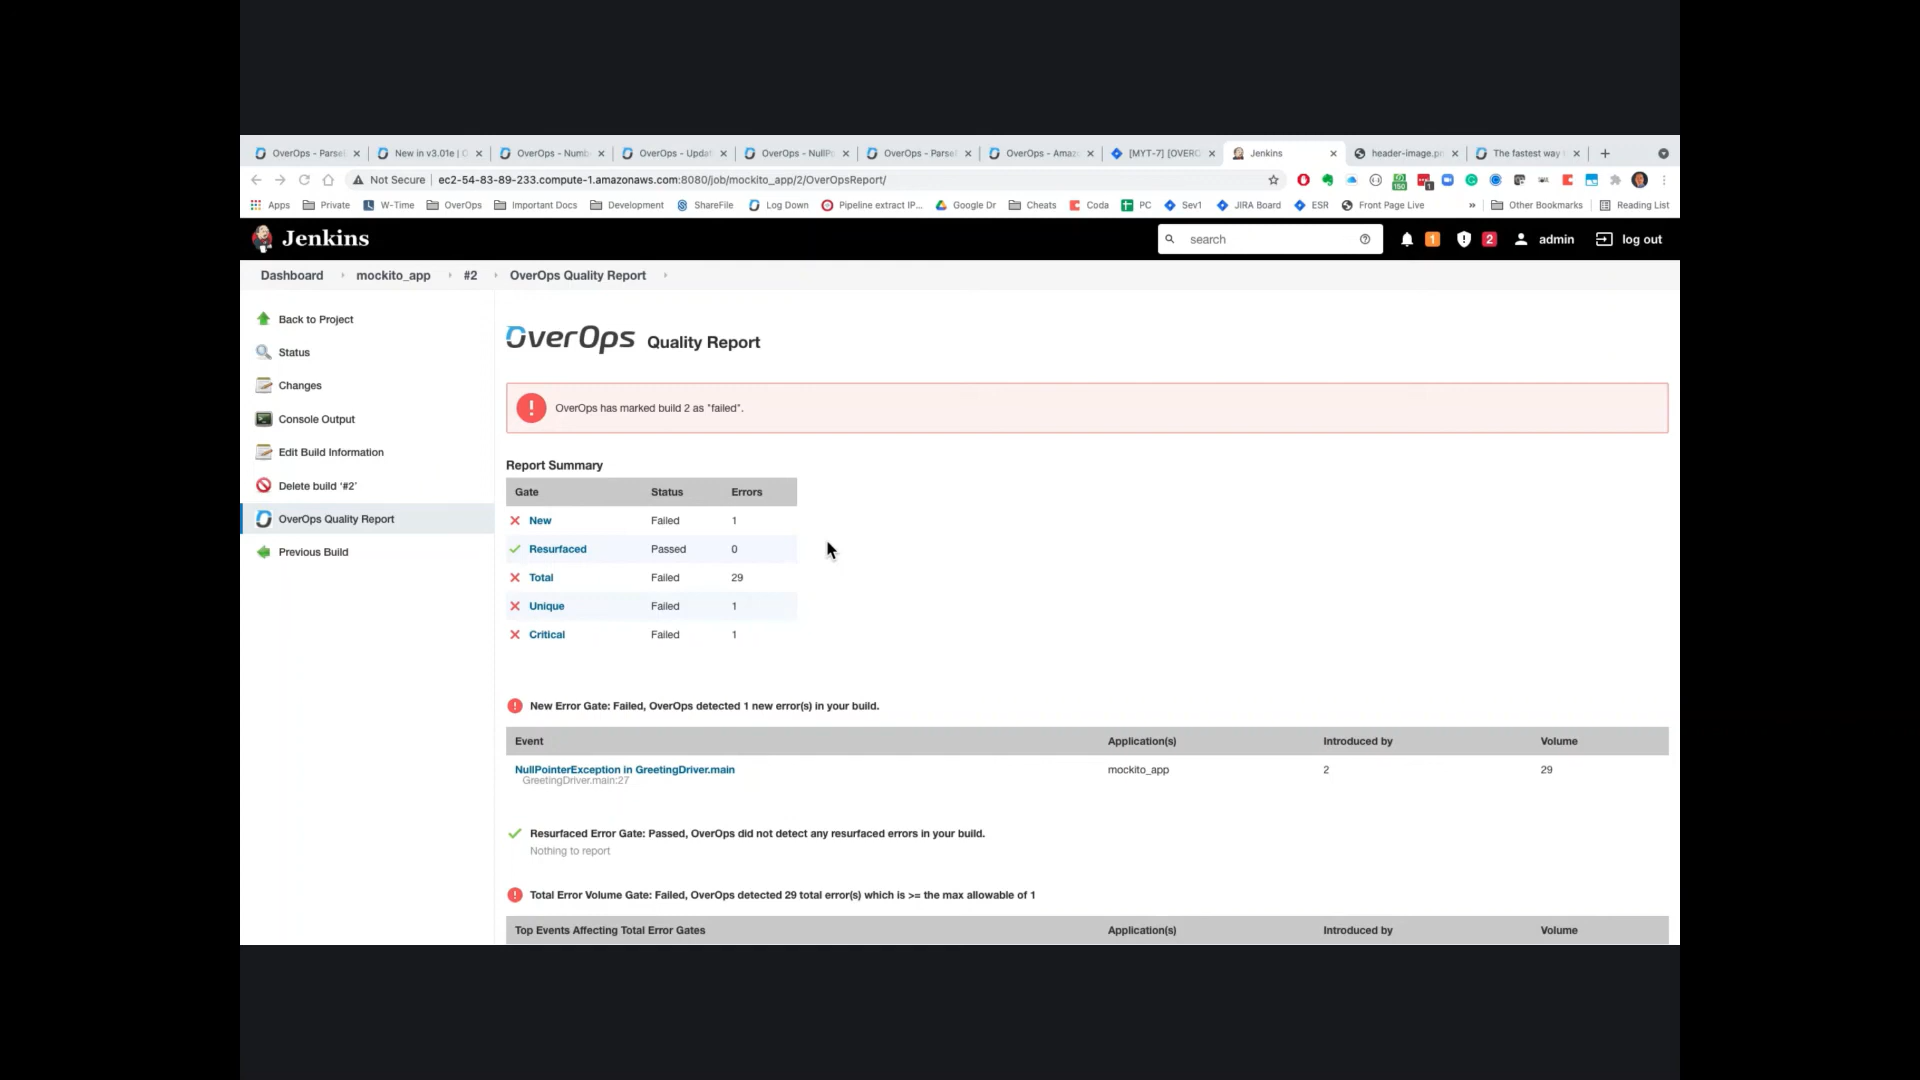 OverOps - Parse
New in v3.01e | O
OverOps - Numb
OverOps - Updat
OverOps - NullPo
OverOps - Parse
OverOps - Amaz
[MYT-7] [OVERO
Jenkins
header-image.pn
The fastest way
Not Secure | ec2-54-83-89-233.compute-1.amazonaws.com:8080/job/mockito_app/2/OverOpsReport/
Apps Private W-Time OverOps Important Docs Development ShareFile Log Down Pipeline extract IP... Google Dr Cheats Coda PC Sev1 JIRA Board ESR Front Page Live » Other Bookmarks Reading List
Jenkins
search
1
2
admin
log out
Dashboard
mockito_app
#2
OverOps Quality Report
Back to Project
Status
Changes
Console Output
Edit Build Information
Delete build '#2'
OverOps Quality Report
Previous Build
OverOps Quality Report
OverOps has marked build 2 as "failed".
Report Summary
Gate Status Errors
New Failed 1
Resurfaced Passed 0
Total Failed 29
Unique Failed 1
Critical Failed 1
New Error Gate: Failed, OverOps detected 1 new error(s) in your build.
Event Application(s) Introduced by Volume
NullPointerException in GreetingDriver.main mockito_app 2 29
GreetingDriver.main:27
Resurfaced Error Gate: Passed, OverOps did not detect any resurfaced errors in your build.
Nothing to report
Total Error Volume Gate: Failed, OverOps detected 29 total error(s) which is >= the max allowable of 1
Top Events Affecting Total Error Gates Application(s) Introduced by Volume